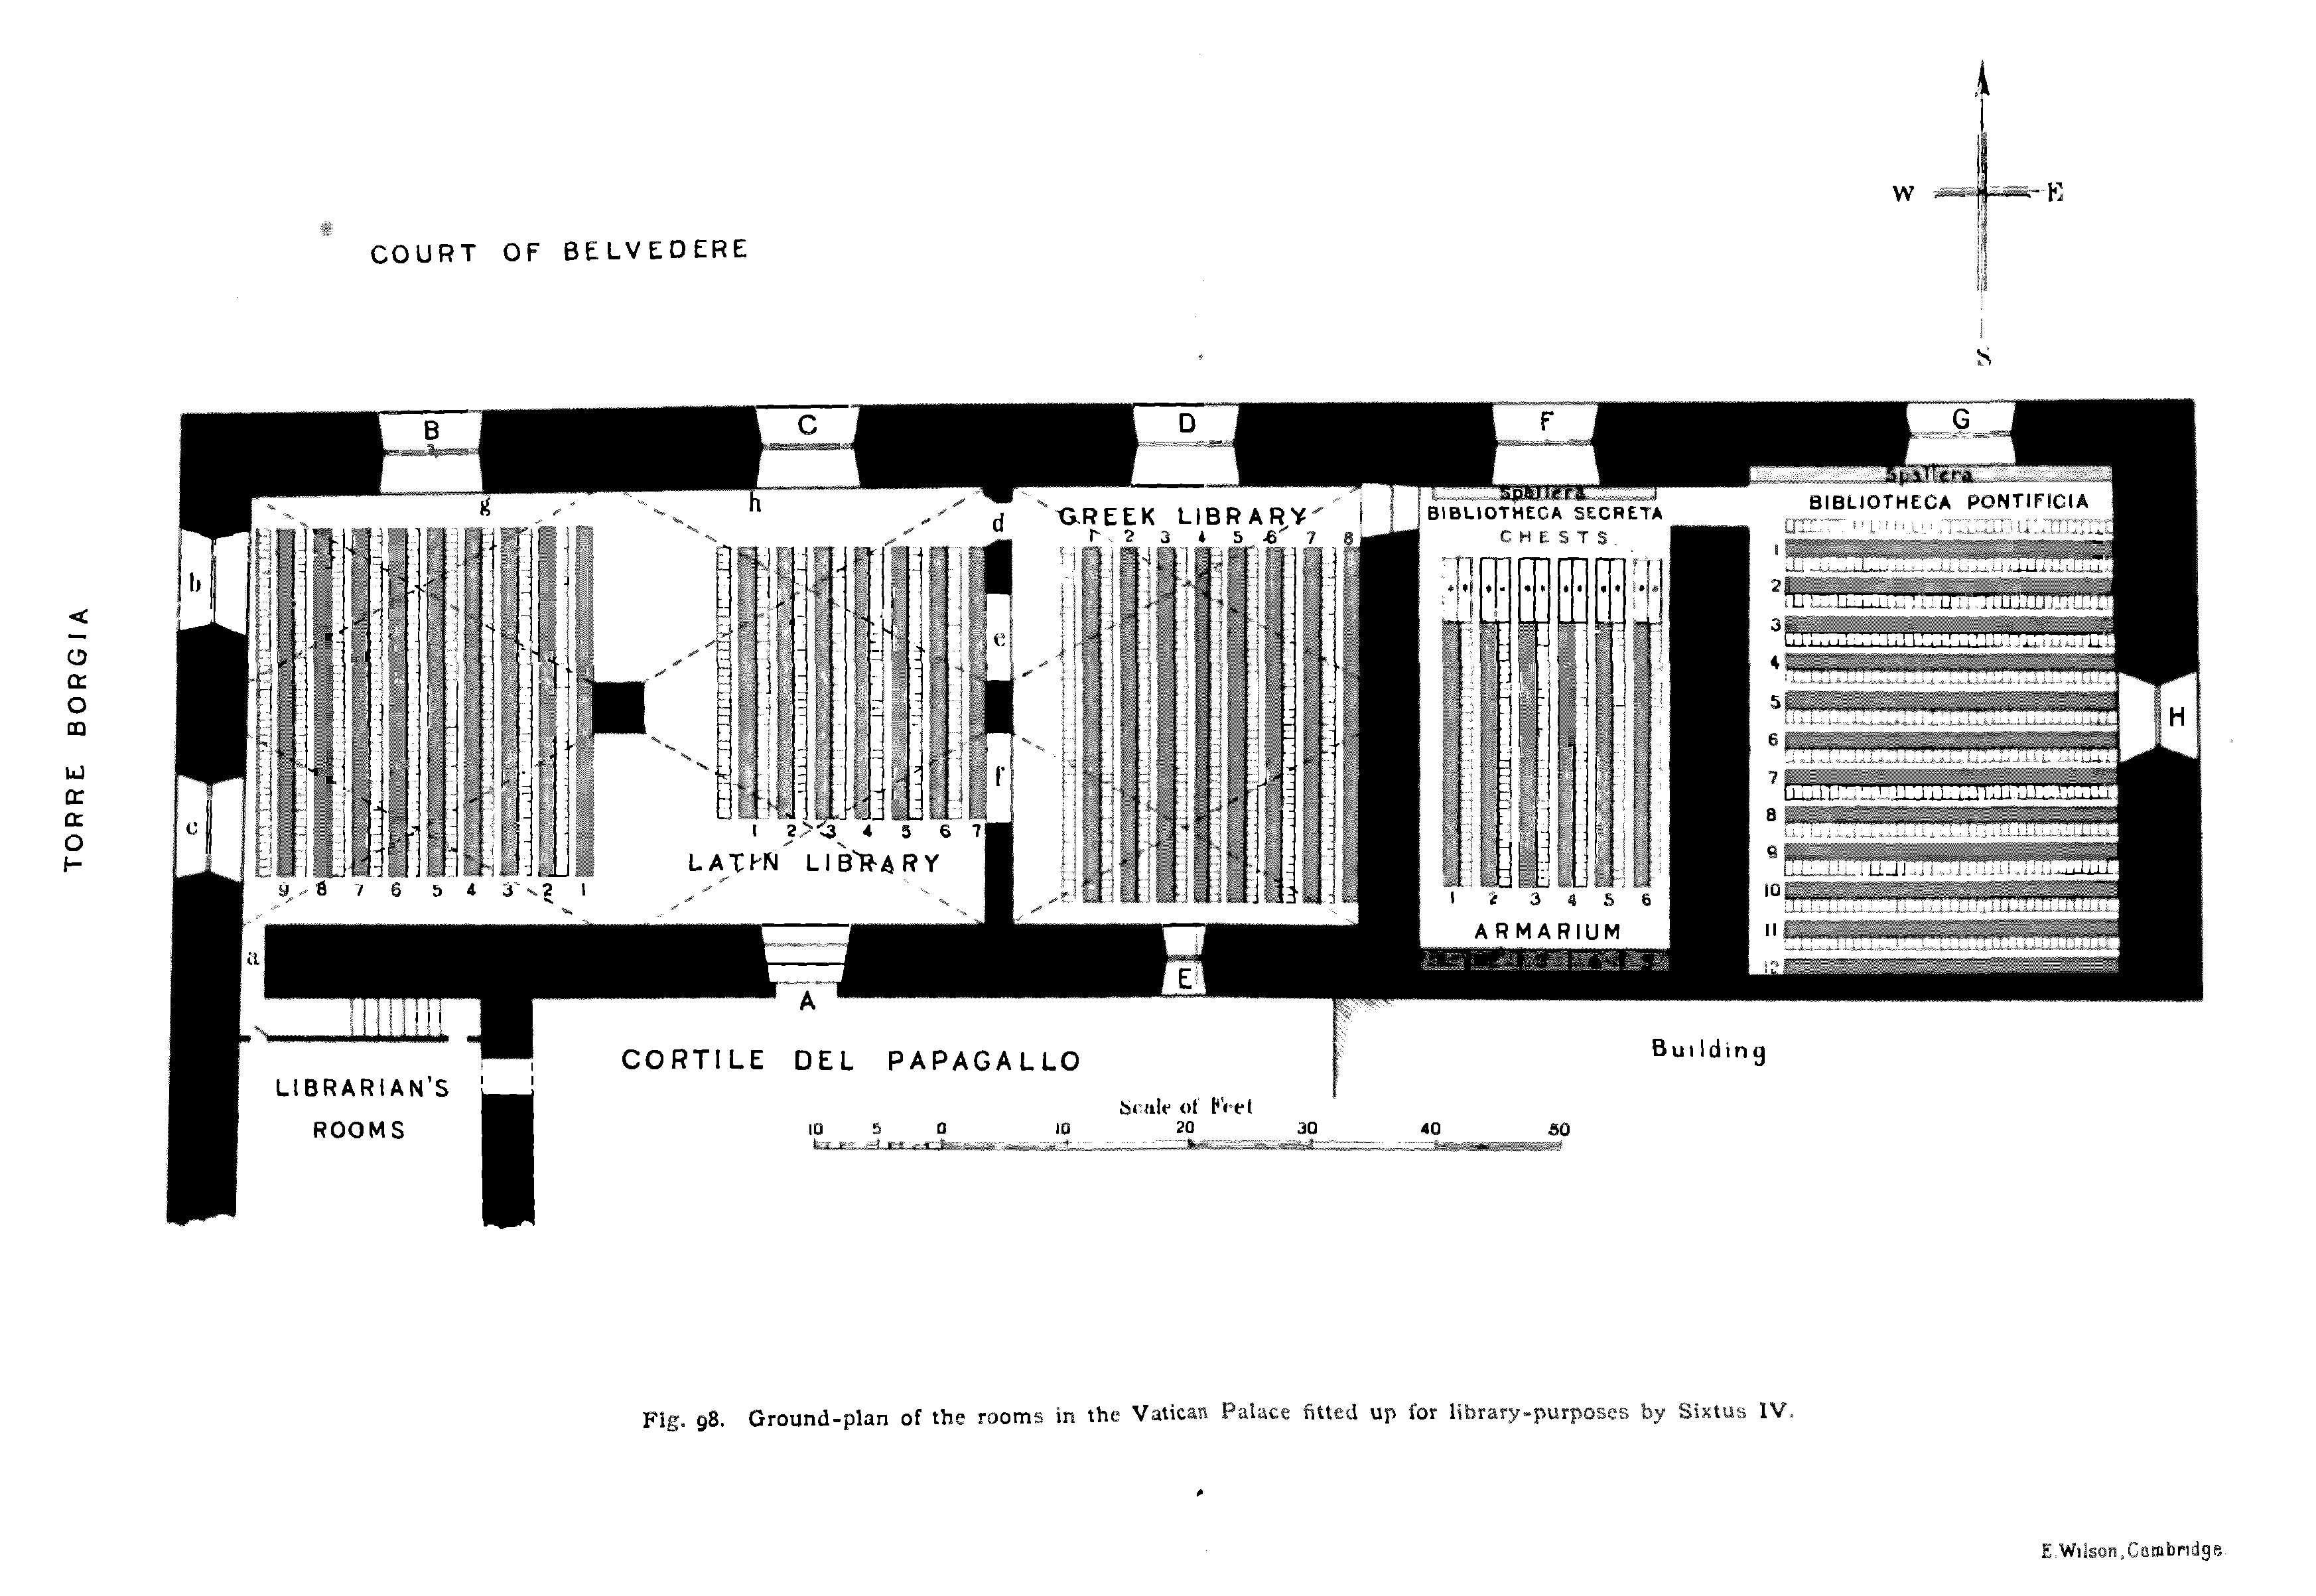 W E
S
COURT OF BELVEDERE
B C D F G
g h d
Spallera Spallera
GREEK LIBRARY
BIBLIOTHECA SECRETA
BIBLIOTHECA PONTIFICIA
CHESTS
1 2 3 4 5 6 7 8
b
e
c
f
H
TORRE BORGIA
1
2
3
4
5
6
7
8
9
10
11
12
1 2 3 4 5 6 7
LATIN LIBRARY
9 8 7 6 5 4 3 2 1
1 2 3 4 5 6
ARMARIUM
a
A
E
LIBRARIAN'S
ROOMS
CORTILE DEL PAPAGALLO
Building
Scale of Feet
10 5 0 10 20 30 40 50
Fig. 98. Ground-plan of the rooms in the Vatican Palace fitted up for library-purposes by Sixtus IV.
E. Wilson, Cambridge